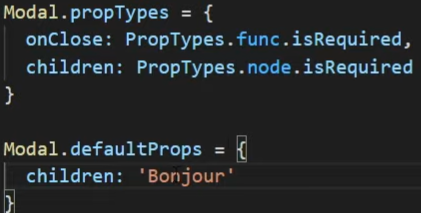 Modal.propTypes = {
  onClose: PropTypes.func.isRequired,
  children: PropTypes.node.isRequired
}

Modal.defaultProps = {
  children: 'Bonjour'
}